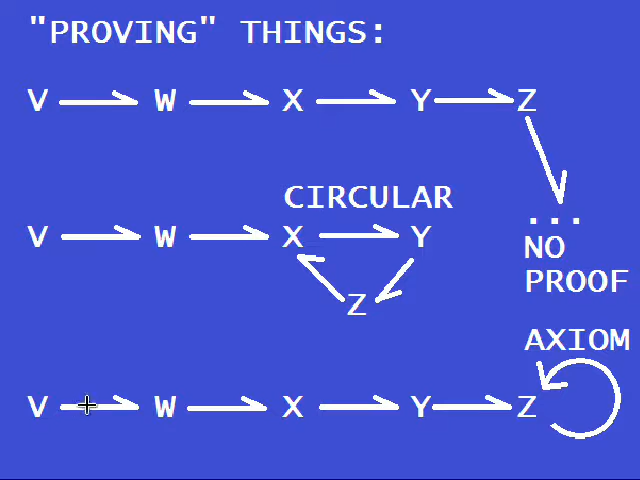 "PROVING" THINGS:
V W X Y Z
CIRCULAR
...
V W X Y
NO
PROOF
Z
AXIOM
V W X Y Z